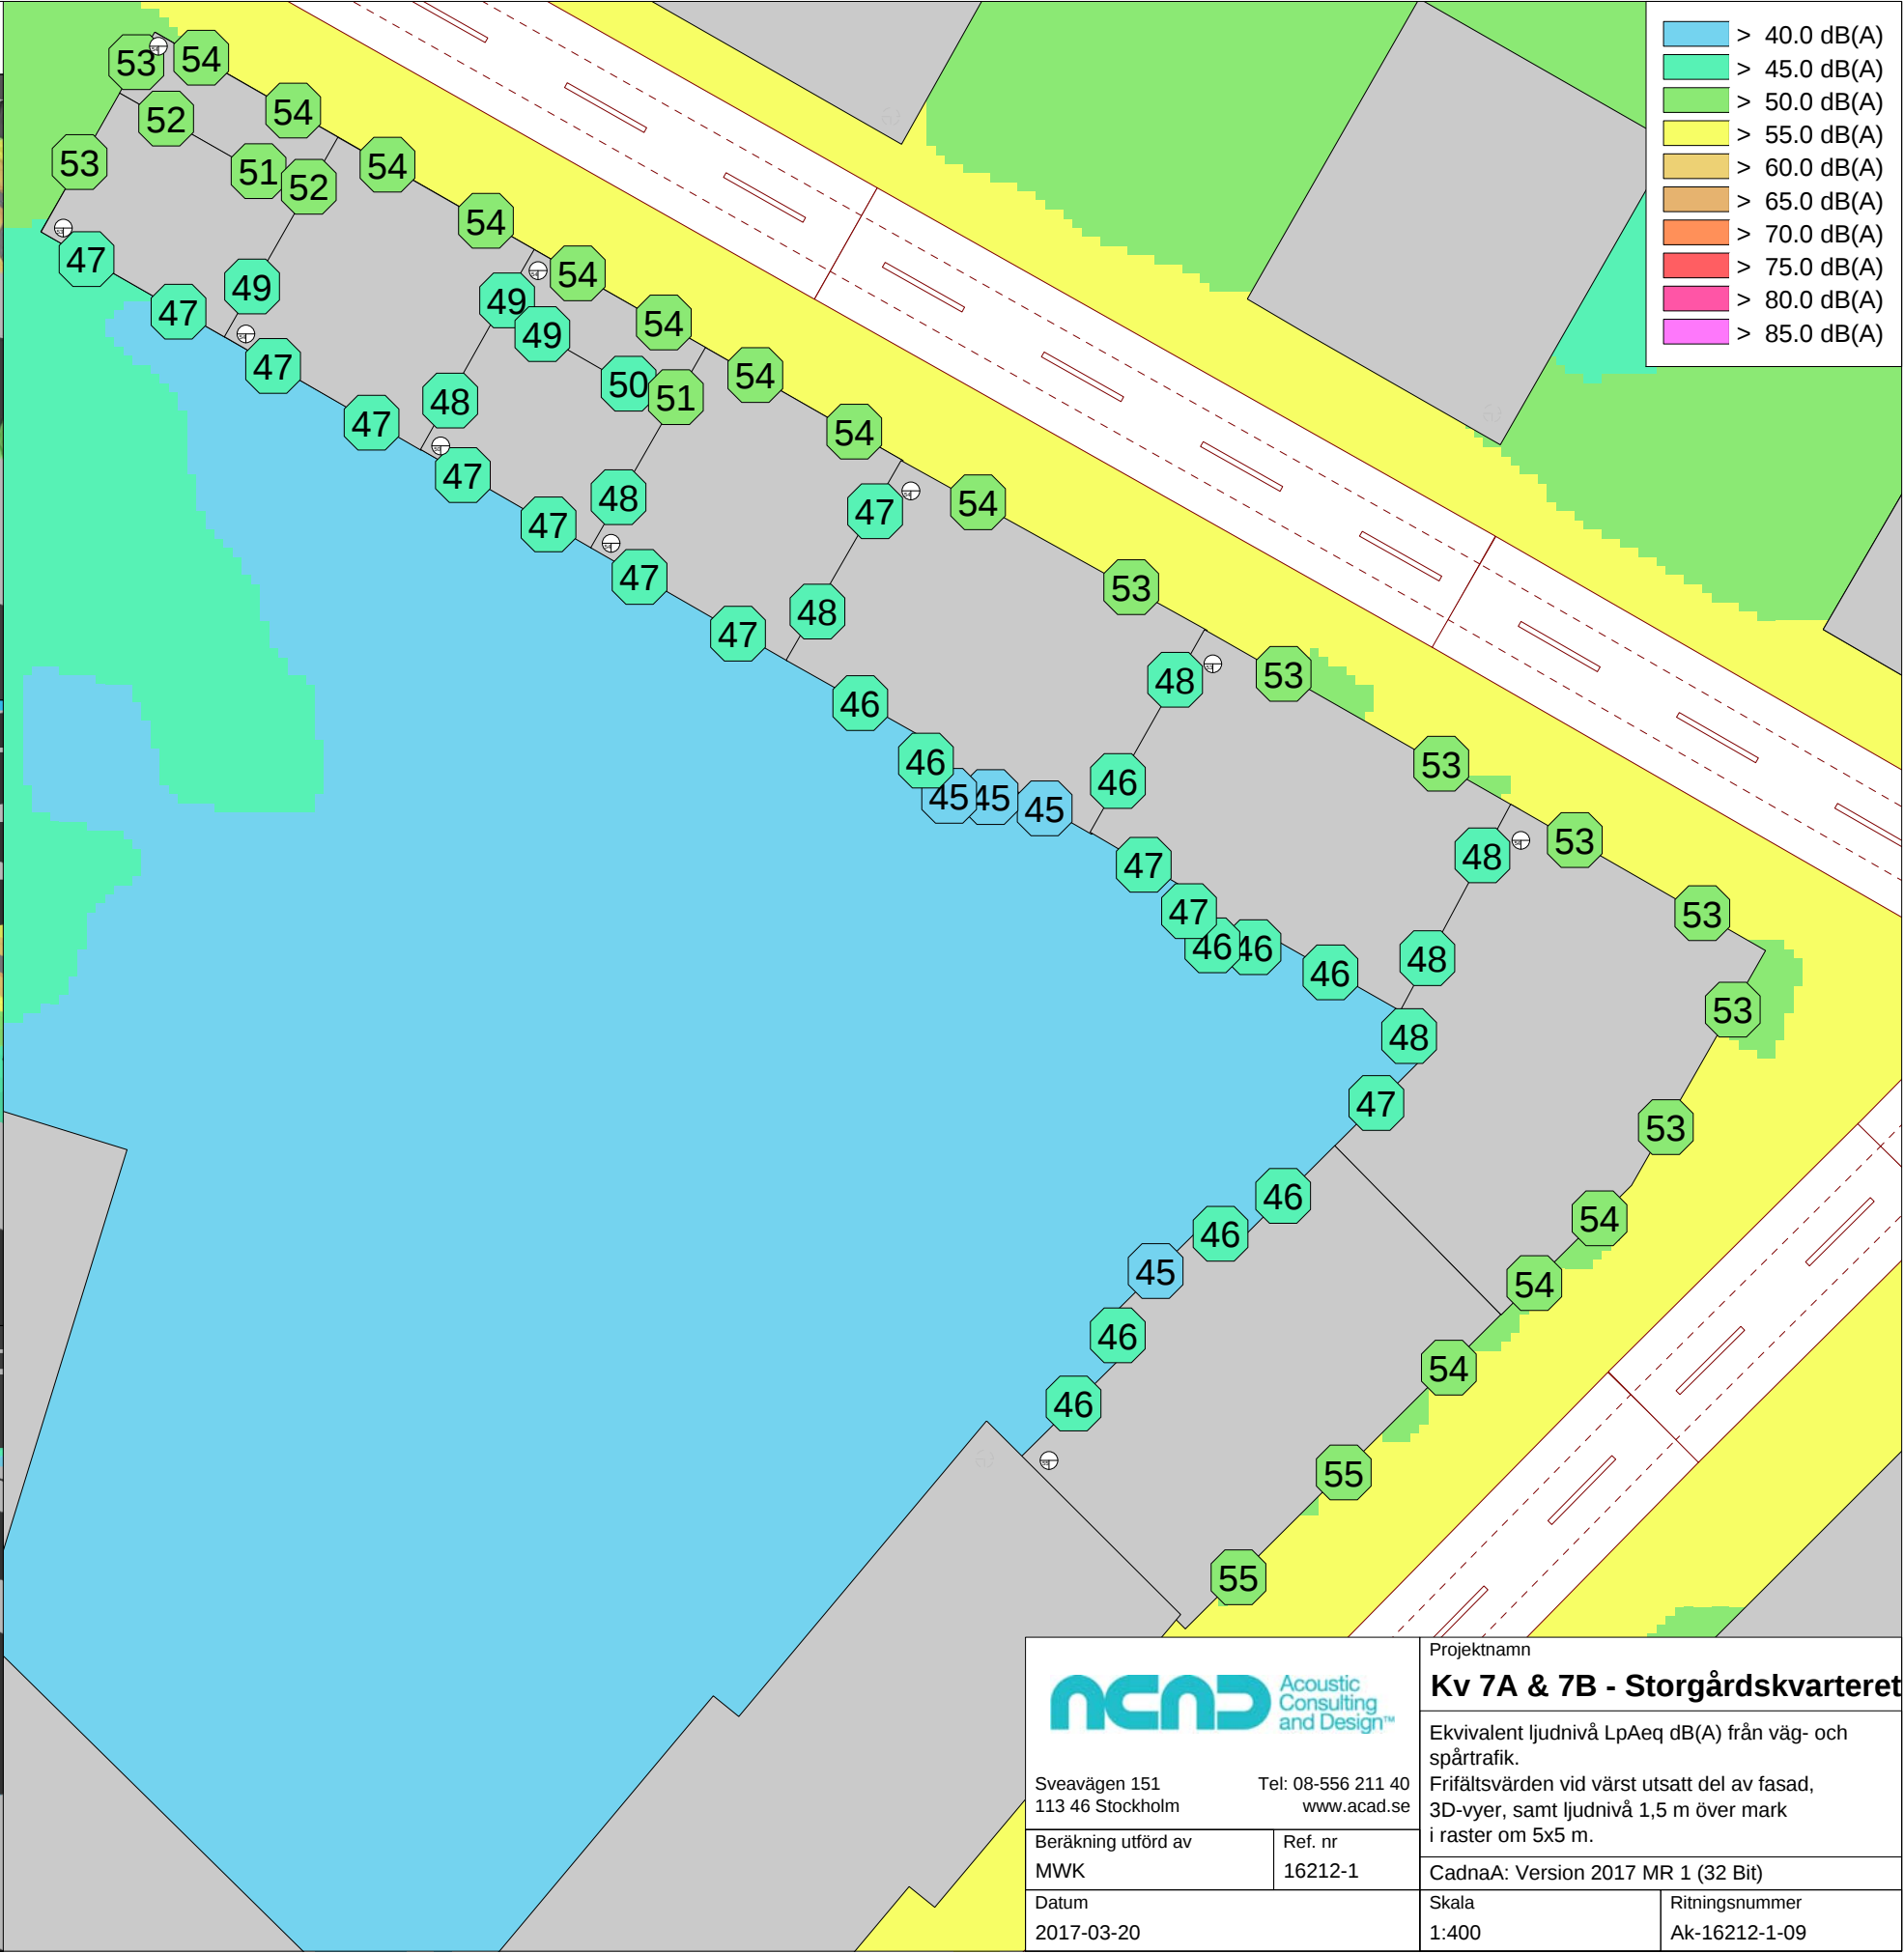 > 40.0 dB(A)
> 45.0 dB(A)
> 50.0 dB(A)
> 55.0 dB(A)
> 60.0 dB(A)
> 65.0 dB(A)
> 70.0 dB(A)
> 75.0 dB(A)
> 80.0 dB(A)
> 85.0 dB(A)
53
54
54
52
53
51
52
54
54
47
49
54
47
49
49
54
47
50
51
54
48
47
54
47
48
47
54
47
47
53
48
47
48
53
46
46
46
53
45
45
45
53
48
47
47
53
46
46
48
46
53
48
47
53
46
46
54
45
54
46
54
46
55
55
ACAD
Acoustic
Consulting
and Design™
Sveavägen 151
113 46 Stockholm
Tel: 08-556 211 40
www.acad.se
Beräkning utförd av
MWK
Ref. nr
16212-1
Datum
2017-03-20
Projektnamn
Kv 7A & 7B - Storgårdskvarteret
Ekvivalent ljudnivå LpAeq dB(A) från väg- och
spårtrafik.
Frifältsvärden vid värst utsatt del av fasad,
3D-vyer, samt ljudnivå 1,5 m över mark
i raster om 5x5 m.
CadnaA: Version 2017 MR 1 (32 Bit)
Skala
1:400
Ritningsnummer
Ak-16212-1-09